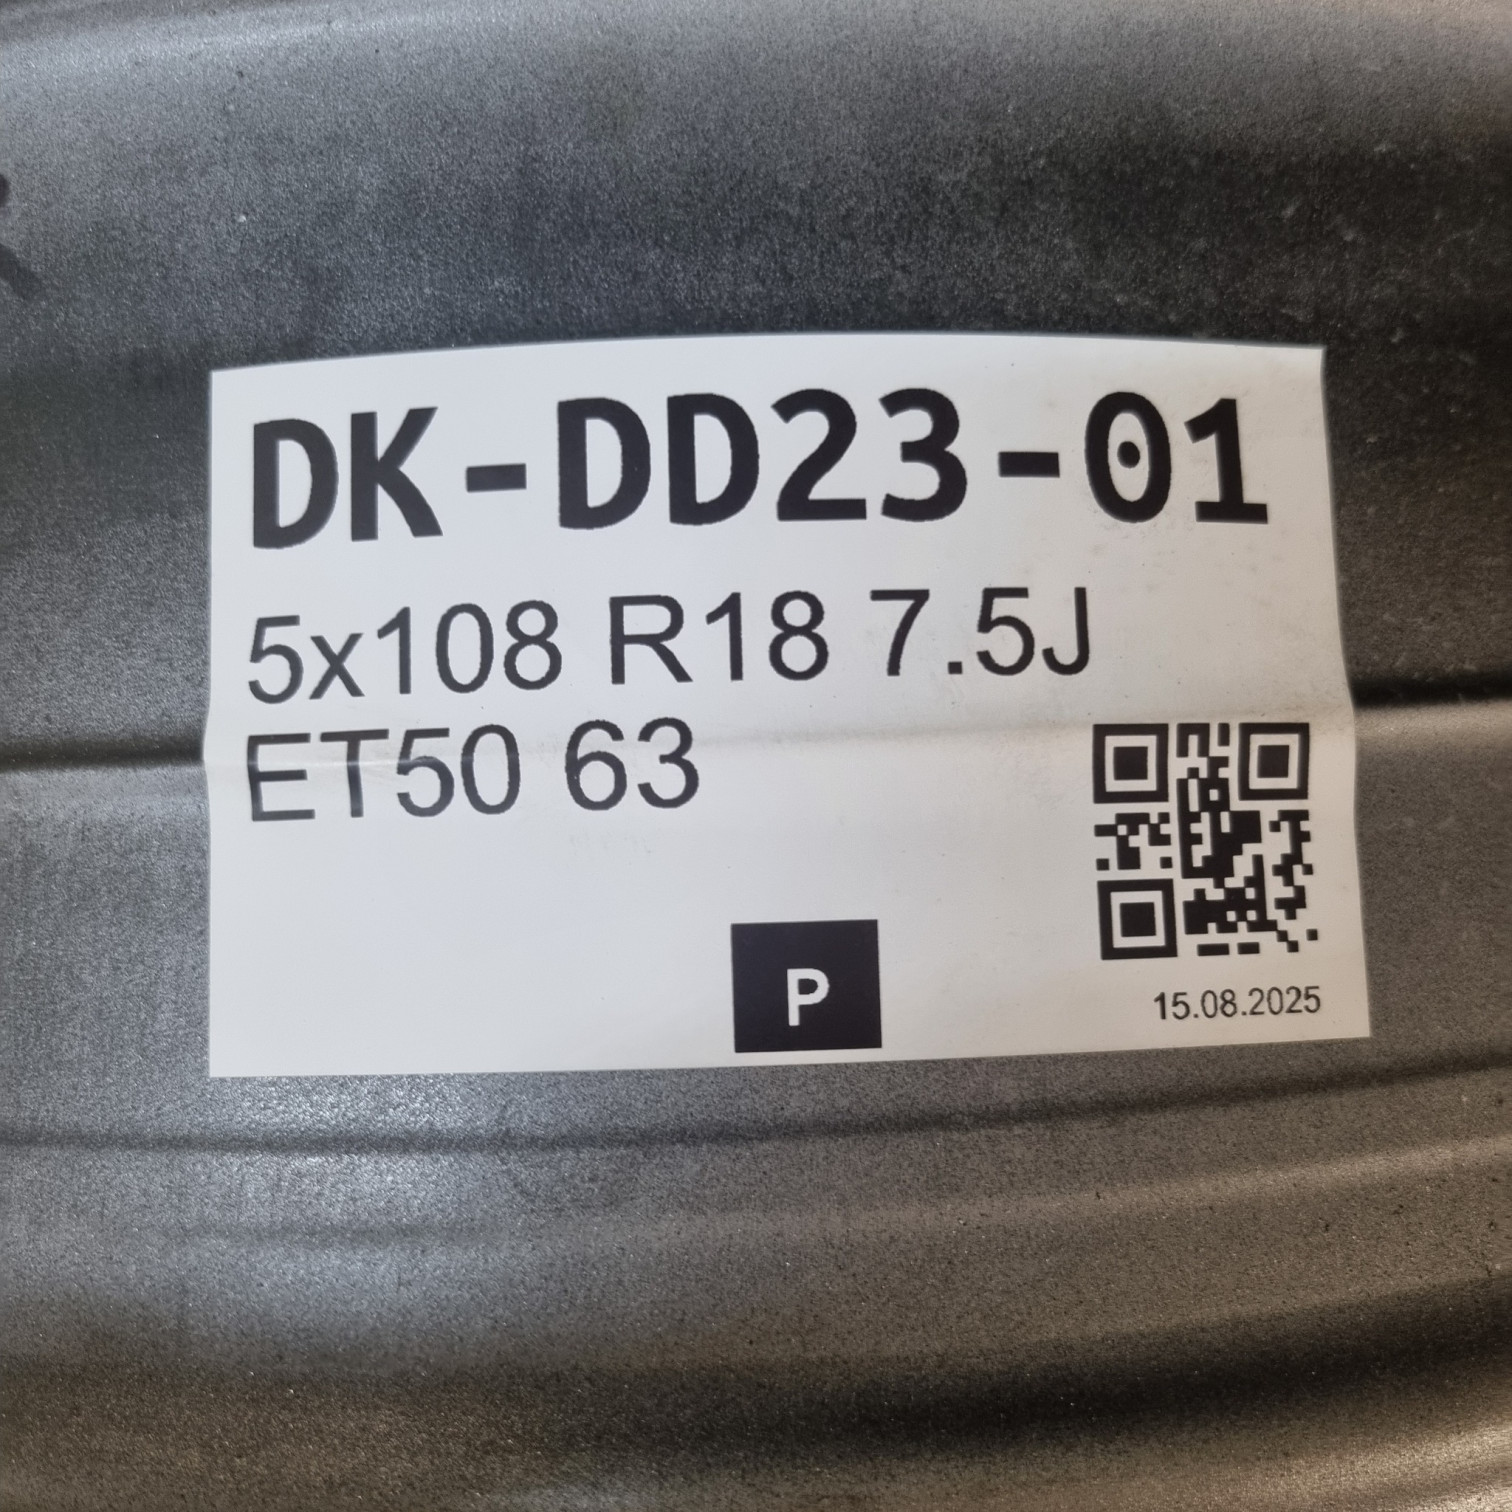 DK-DD23-01
5x108 R18 7.5J
ET50 63
P
15.08.2025